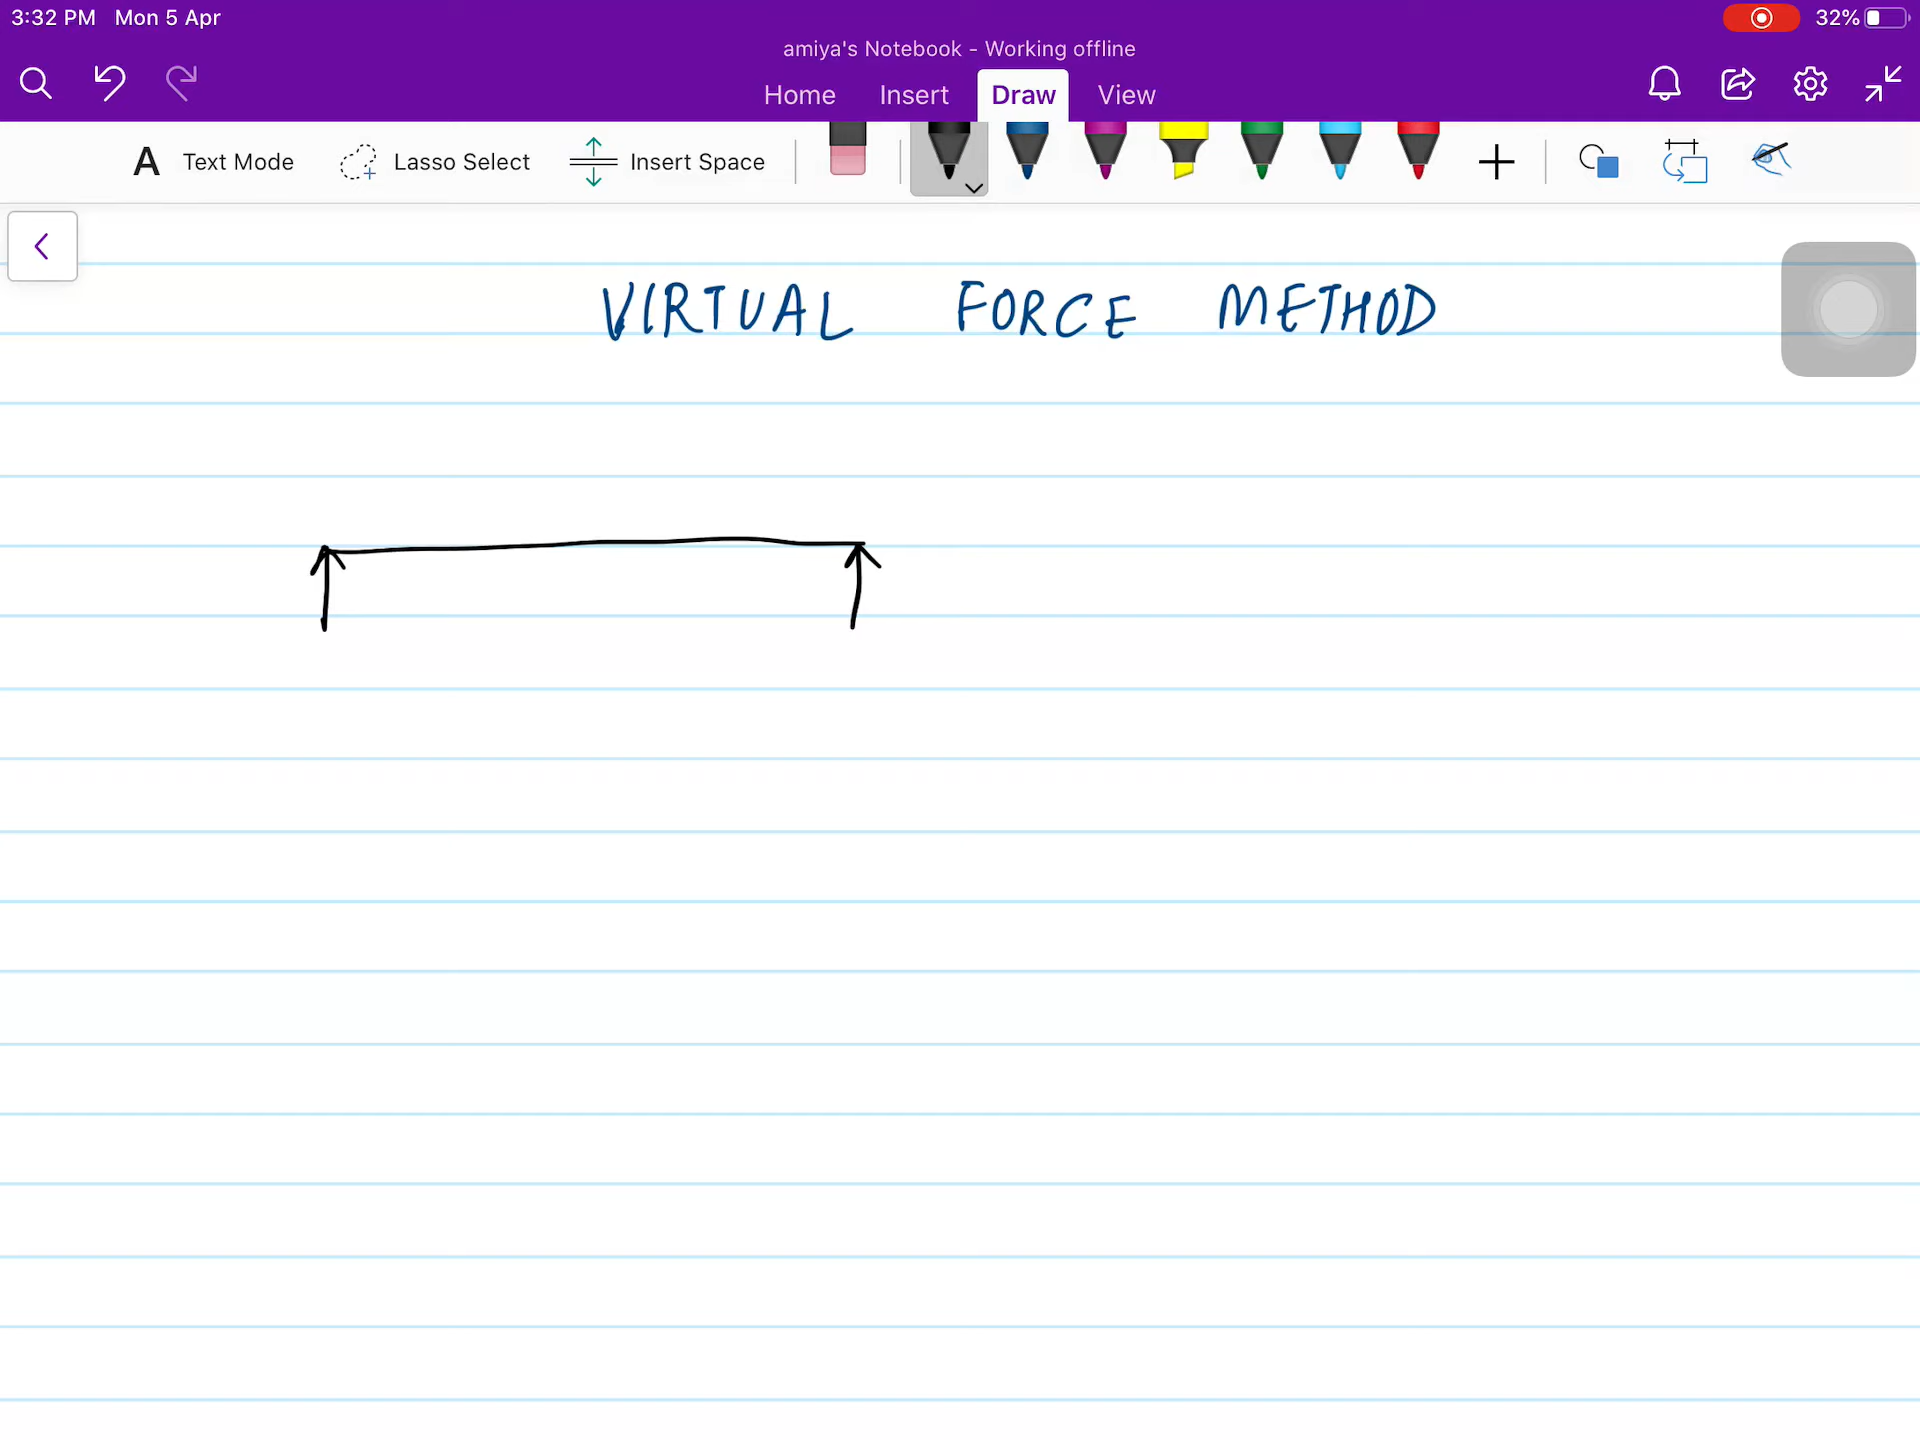 3:32 PM Mon 5 Apr
32%
amiya's Notebook - Working offline
Home Insert Draw View
A Text Mode Lasso Select Insert Space
VIRTUAL FORCE METHOD